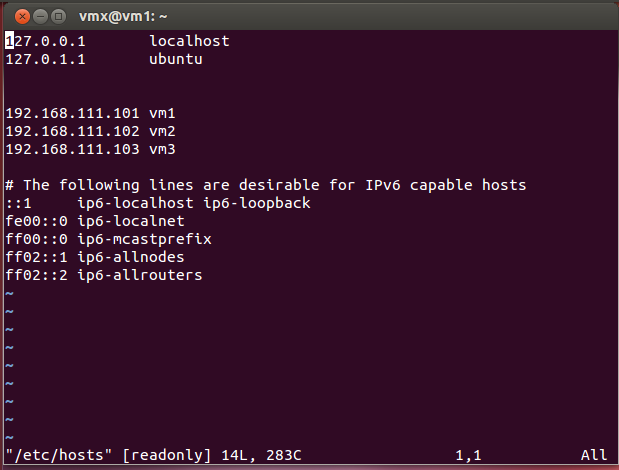 vmx@vm1: ~
127.0.0.1       localhost
127.0.1.1       ubuntu
192.168.111.101 vm1
192.168.111.102 vm2
192.168.111.103 vm3
# The following lines are desirable for IPv6 capable hosts
::1     ip6-localhost ip6-loopback
fe00::0 ip6-localnet
ff00::0 ip6-mcastprefix
ff02::1 ip6-allnodes
ff02::2 ip6-allrouters
~
~
~
~
~
~
~
~
"/etc/hosts" [readonly] 14L, 283C                 1,1           All